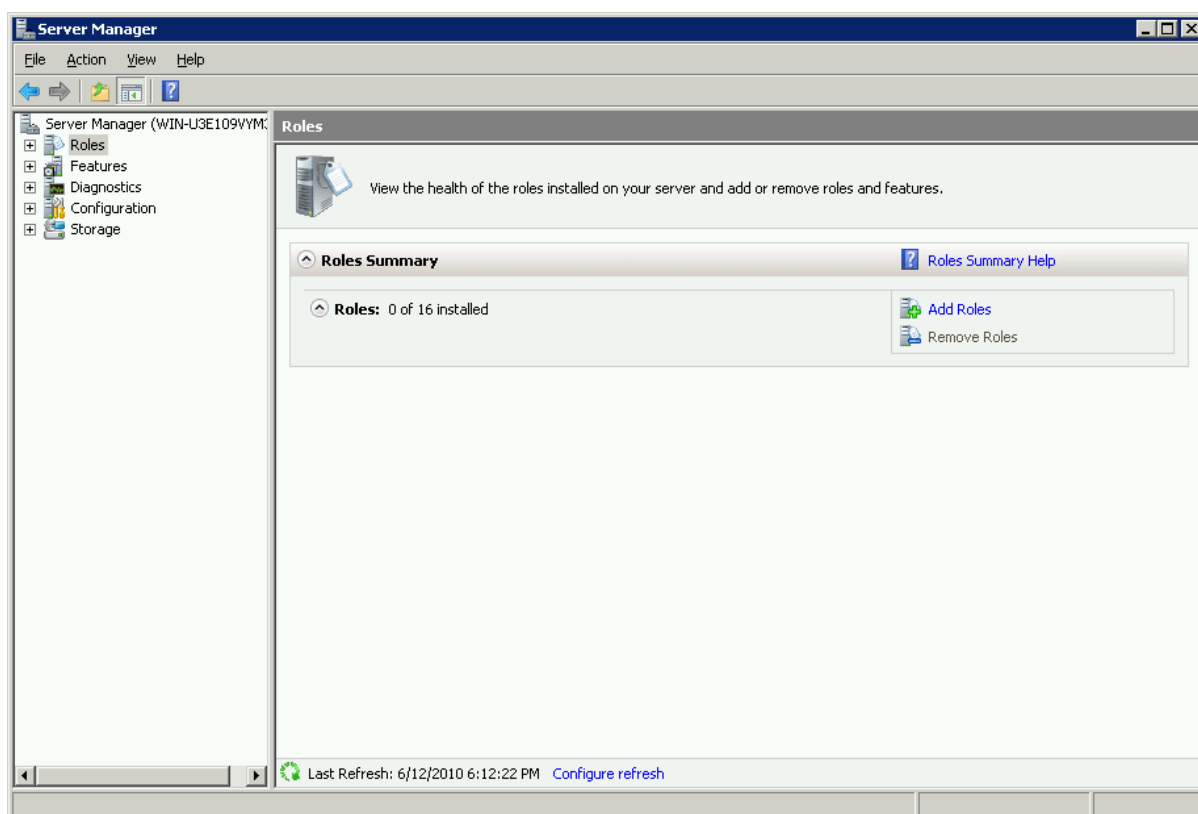 Server Manager
File Action View Help
Server Manager (WIN-U3E109VYM
Roles
Features
Diagnostics
Configuration
Storage
Roles
View the health of the roles installed on your server and add or remove roles and features.
Roles Summary
Roles Summary Help
Roles: 0 of 16 installed
Add Roles
Remove Roles
Last Refresh: 6/12/2010 6:12:22 PM Configure refresh